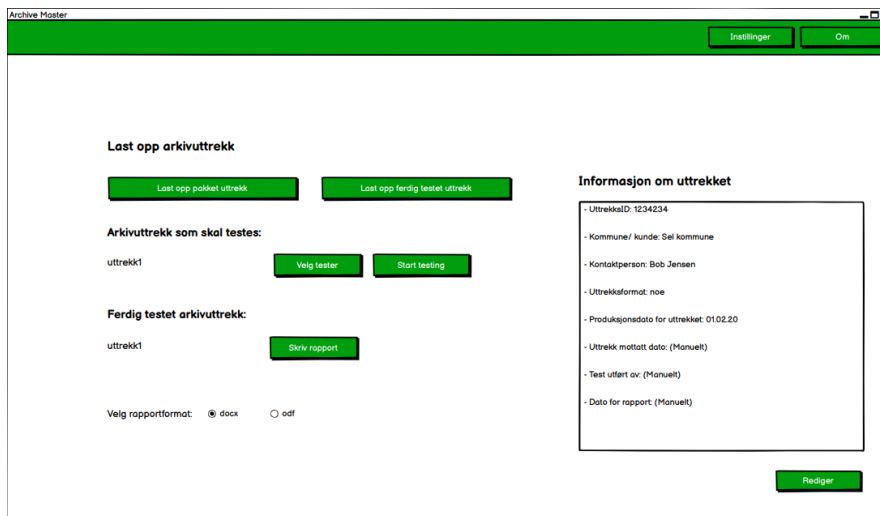 Archive Master
Instillinger
Om
Last opp arkivuttrekk
Last opp pakket uttrekk
Last opp ferdig testet uttrekk
Arkivuttrekk som skal testes:
uttrekk1
Velg tester
Start testing
Ferdig testet arkivuttrekk:
uttrekk1
Skriv rapport
Velg rapportformat:
docx
odf
Informasjon om uttrekket
- UttrekksID: 1234234
- Kommune/ kunde: Sel kommune
- Kontaktperson: Bob Jensen
- Uttrekksformat: noe
- Produksjonsdato for uttrekket: 01.02.20
- Uttrekk mottatt dato: (Manuelt)
- Test utført av: (Manuelt)
- Dato for rapport: (Manuelt)
Rediger